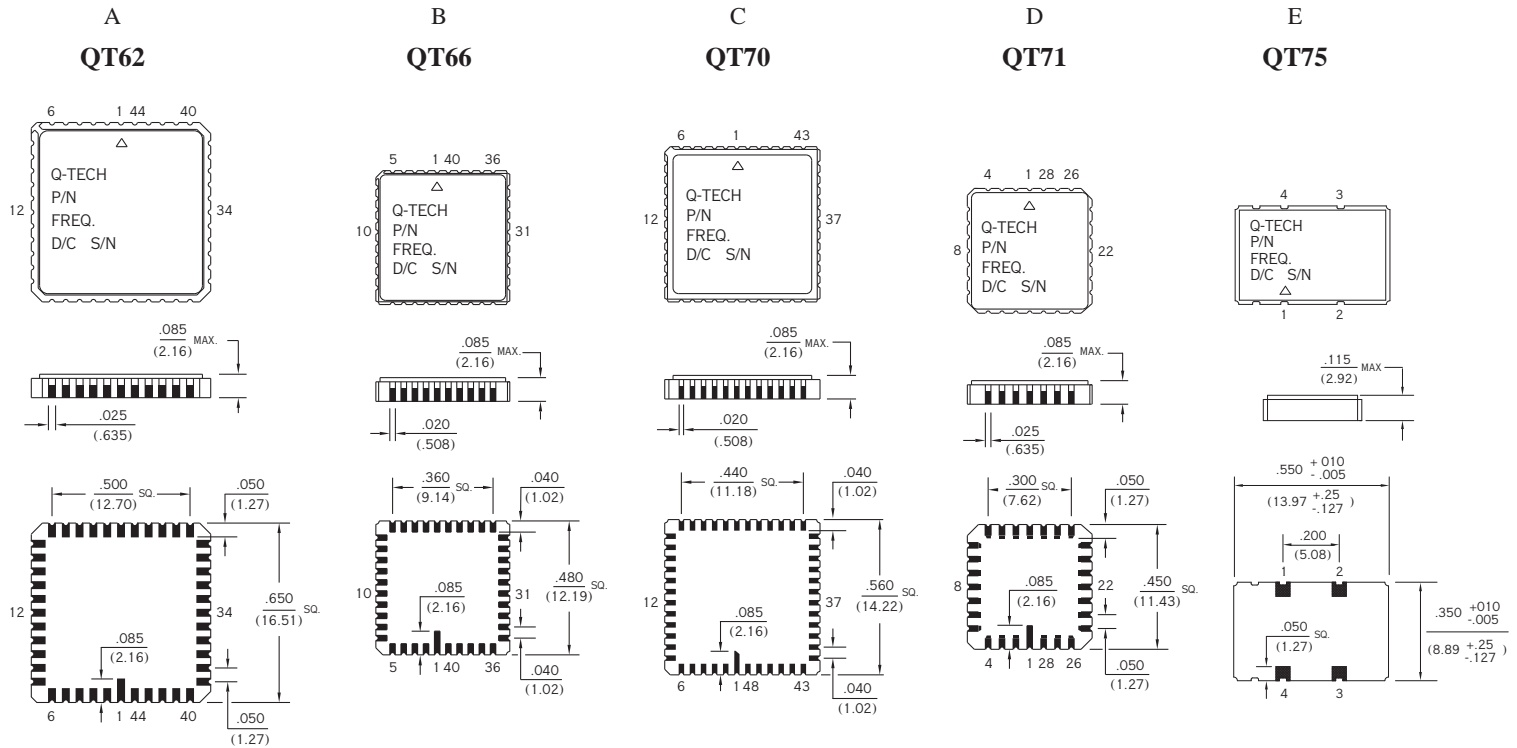 A
QT62
6 1 44 40
Q-TECH
P/N
FREQ.
D/C S/N
12
34
.085
(2.16)
MAX.
.025
(.635)
.500
(12.70)
SQ.
.050
(1.27)
12
34
.650
(16.51)
SQ.
.085
(2.16)
6 1 44 40
.050
(1.27)
B
QT66
5 1 40 36
Q-TECH
P/N
FREQ.
D/C S/N
10
31
.085
(2.16)
MAX.
.020
(.508)
.360
(9.14)
SQ.
.040
(1.02)
10
31
.480
(12.19)
SQ.
.085
(2.16)
5 1 40 36
.040
(1.02)
C
QT70
6 1 43
Q-TECH
P/N
FREQ.
D/C S/N
12
37
.085
(2.16)
MAX.
.020
(.508)
.440
(11.18)
SQ.
.040
(1.02)
12
37
.560
(14.22)
SQ.
.085
(2.16)
6 1 48 43
.040
(1.02)
D
QT71
4 1 28 26
Q-TECH
P/N
FREQ.
D/C S/N
8
22
.085
(2.16)
MAX.
.025
(.635)
.300
(7.62)
SQ.
.050
(1.27)
8
22
.450
(11.43)
SQ.
.085
(2.16)
4 1 28 26
.050
(1.27)
E
QT75
4 3
Q-TECH
P/N
FREQ.
D/C S/N
1 2
.115
(2.92)
MAX
.550 +010 -.005
(13.97 +.25 -.127)
.200
(5.08)
1 2
.050
(1.27)
SQ.
.350 +010 -.005
(8.89 +.25 -.127)
4 3